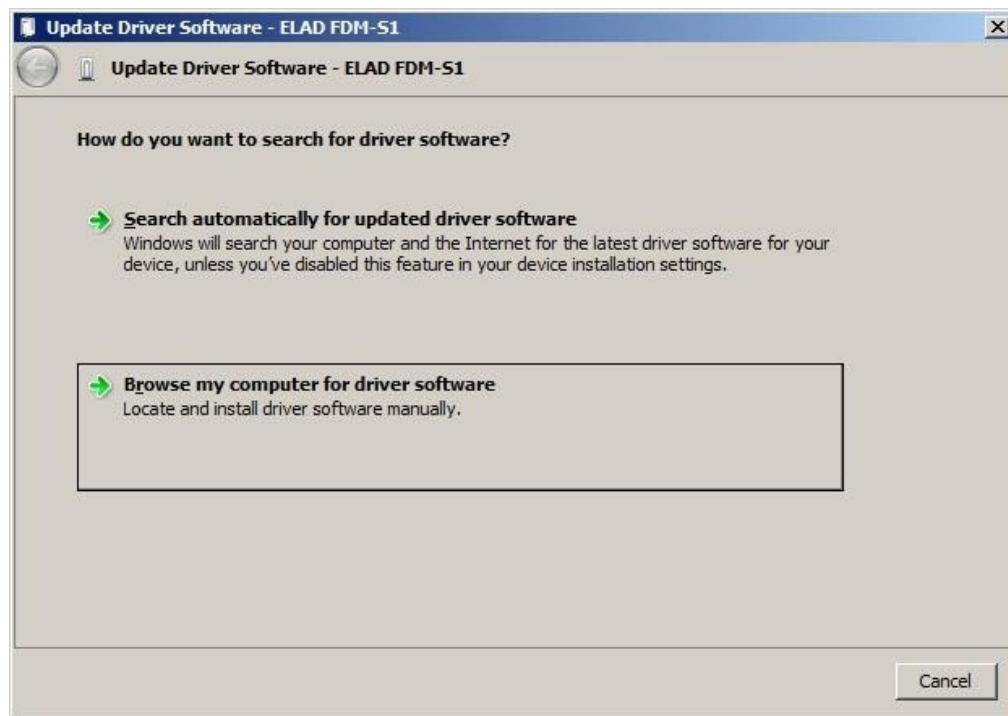 Update Driver Software - ELAD FDM-S1
Update Driver Software - ELAD FDM-S1
How do you want to search for driver software?
Search automatically for updated driver software
Windows will search your computer and the Internet for the latest driver software for your
device, unless you've disabled this feature in your device installation settings.
Browse my computer for driver software
Locate and install driver software manually.
Cancel